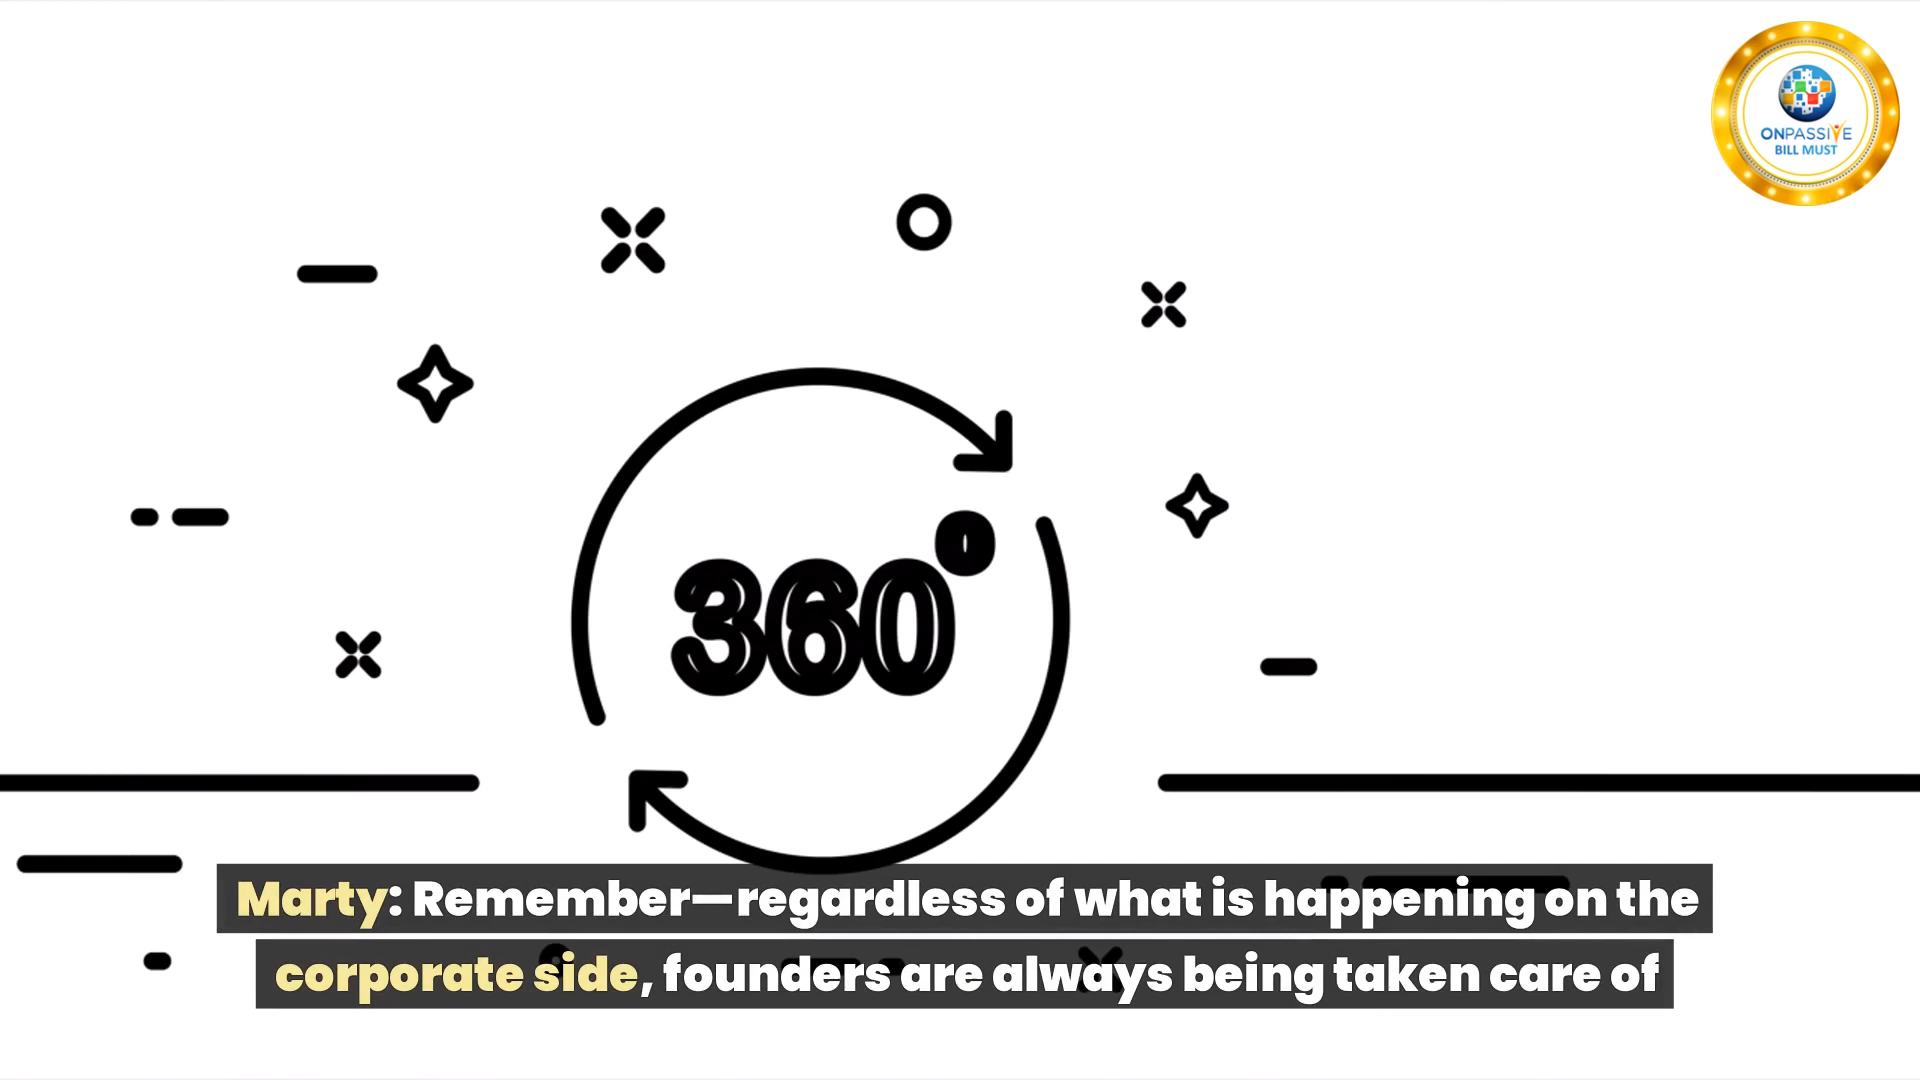 ONPASSIVE
BILL MUST
360°
Marty: Remember—regardless of what is happening on the
corporate side, founders are always being taken care of